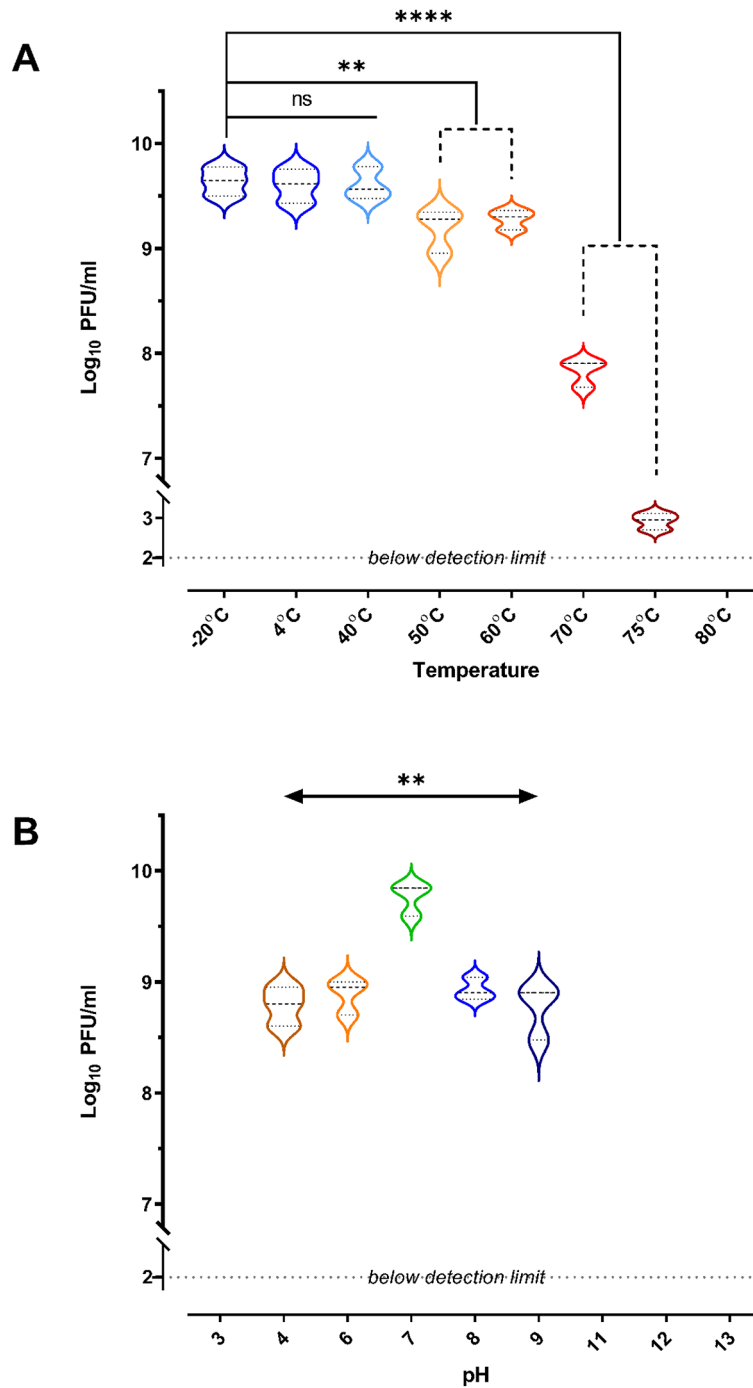 A
****
**
ns
10
9
8
7
3
2
Log10 PFU/ml
below detection limit
-20°C
4°C
40°C
50°C
60°C
70°C
75°C
80°C
Temperature
B
**
10
9
8
7
2
Log10 PFU/ml
below detection limit
3
4
6
7
8
9
11
12
13
pH